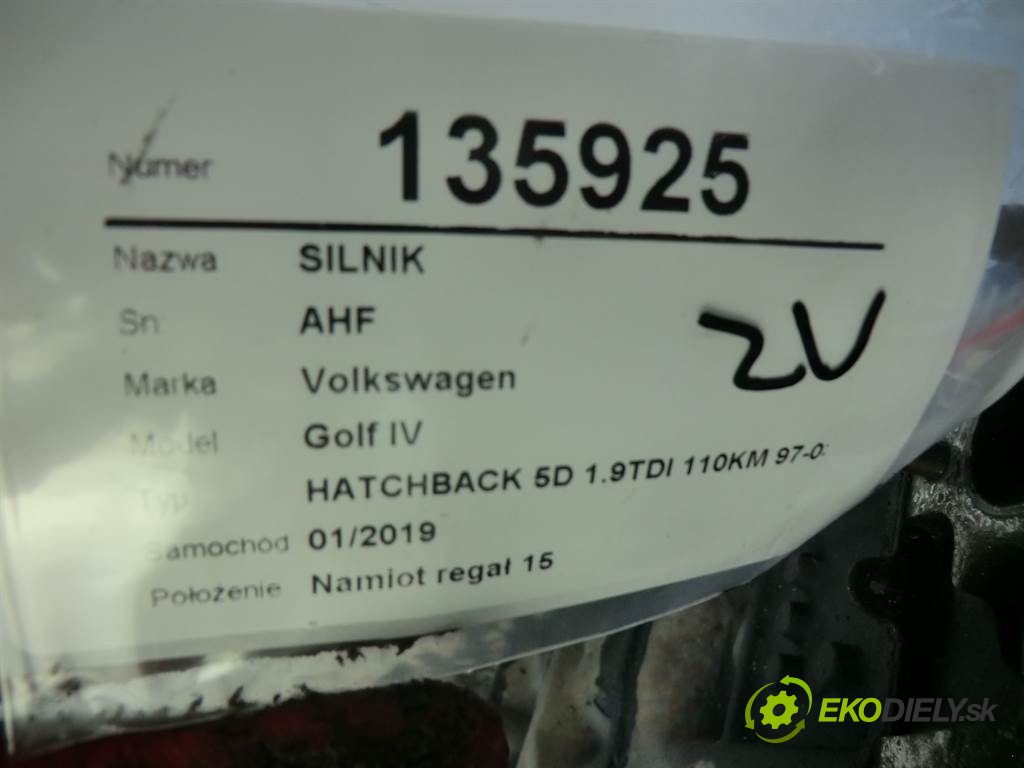 Numer 135925
Nazwa SILNIK
Sn AHF
ZV
Marka Volkswagen
Model Golf IV
Typ HATCHBACK 5D 1.9TDI 110KM 97-0
Samochod 01/2019
Położenie Namiot regał 15
EKODIELY.sk